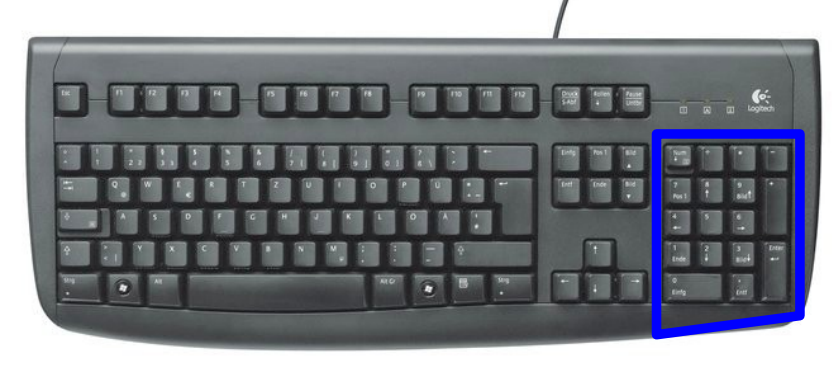 Esc F1 F2 F3 F4 F5 F6 F7 F8 F9 F10 F11 F12 Druck S-Abf Rollen Pause Untbr
Logitech
1 2 3 4 5 6 7 8 9 0 Einfg Pos 1 Bild Num
Q W E R T Z U I O P Ü Entf Ende Bild 7 Pos 1 8 9 Bild +
A S D F G H J K L Ö Ä 4 5 6
Y X C V B N M 1 Ende 2 3 Bild Enter
Strg Alt Alt Gr Strg 0 Einfg , Entf